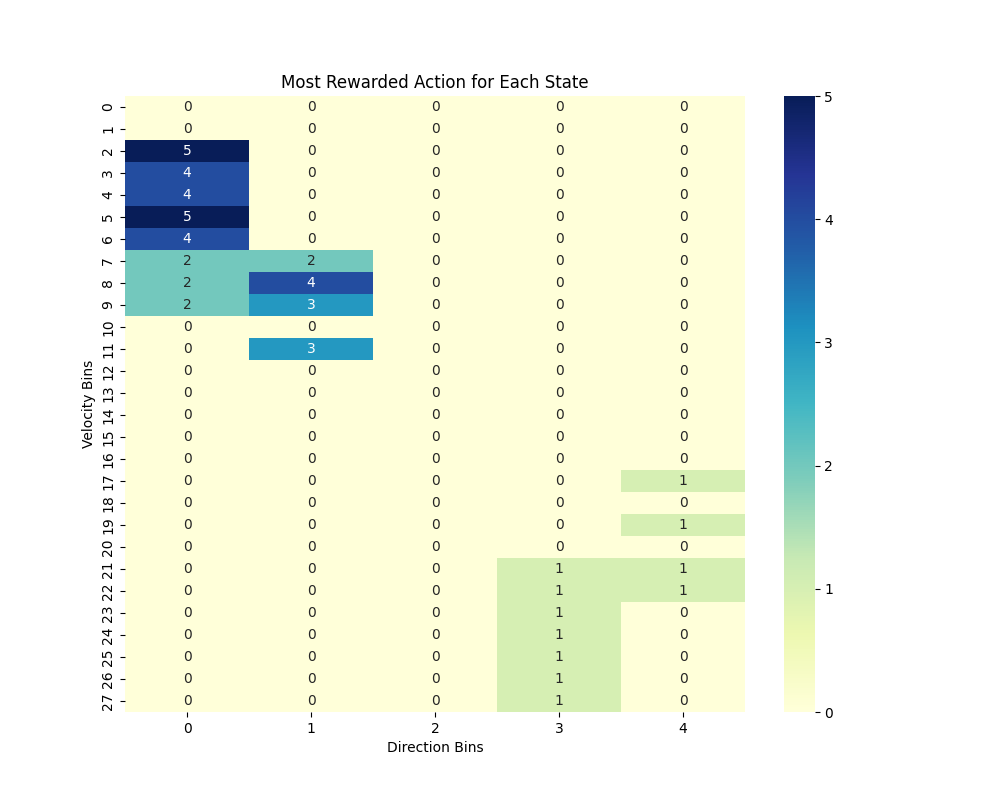 Most Rewarded Action for Each State
0 0 0 0 0 0
1 0 0 0 0 0
2 5 0 0 0 0
3 4 0 0 0 0
4 4 0 0 0 0
5 5 0 0 0 0
6 4 0 0 0 0
7 2 2 0 0 0
8 2 4 0 0 0
9 2 3 0 0 0
10 0 0 0 0 0
11 0 3 0 0 0
12 0 0 0 0 0
13 0 0 0 0 0
14 0 0 0 0 0
15 0 0 0 0 0
16 0 0 0 0 0
17 0 0 0 0 1
18 0 0 0 0 0
19 0 0 0 0 1
20 0 0 0 0 0
21 0 0 0 1 1
22 0 0 0 1 1
23 0 0 0 1 0
24 0 0 0 1 0
25 0 0 0 1 0
26 0 0 0 1 0
27 0 0 0 1 0
0 1 2 3 4
Direction Bins
Velocity Bins
5
4
3
2
1
0